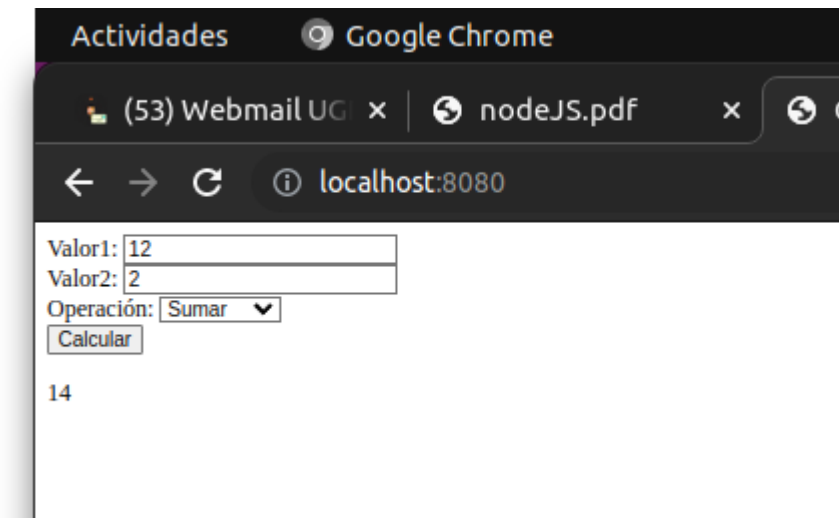 Actividades Google Chrome
(53) Webmail UG nodeJS.pdf
localhost:8080
Valor1: 12
Valor2: 2
Operación: Sumar
Calcular
14